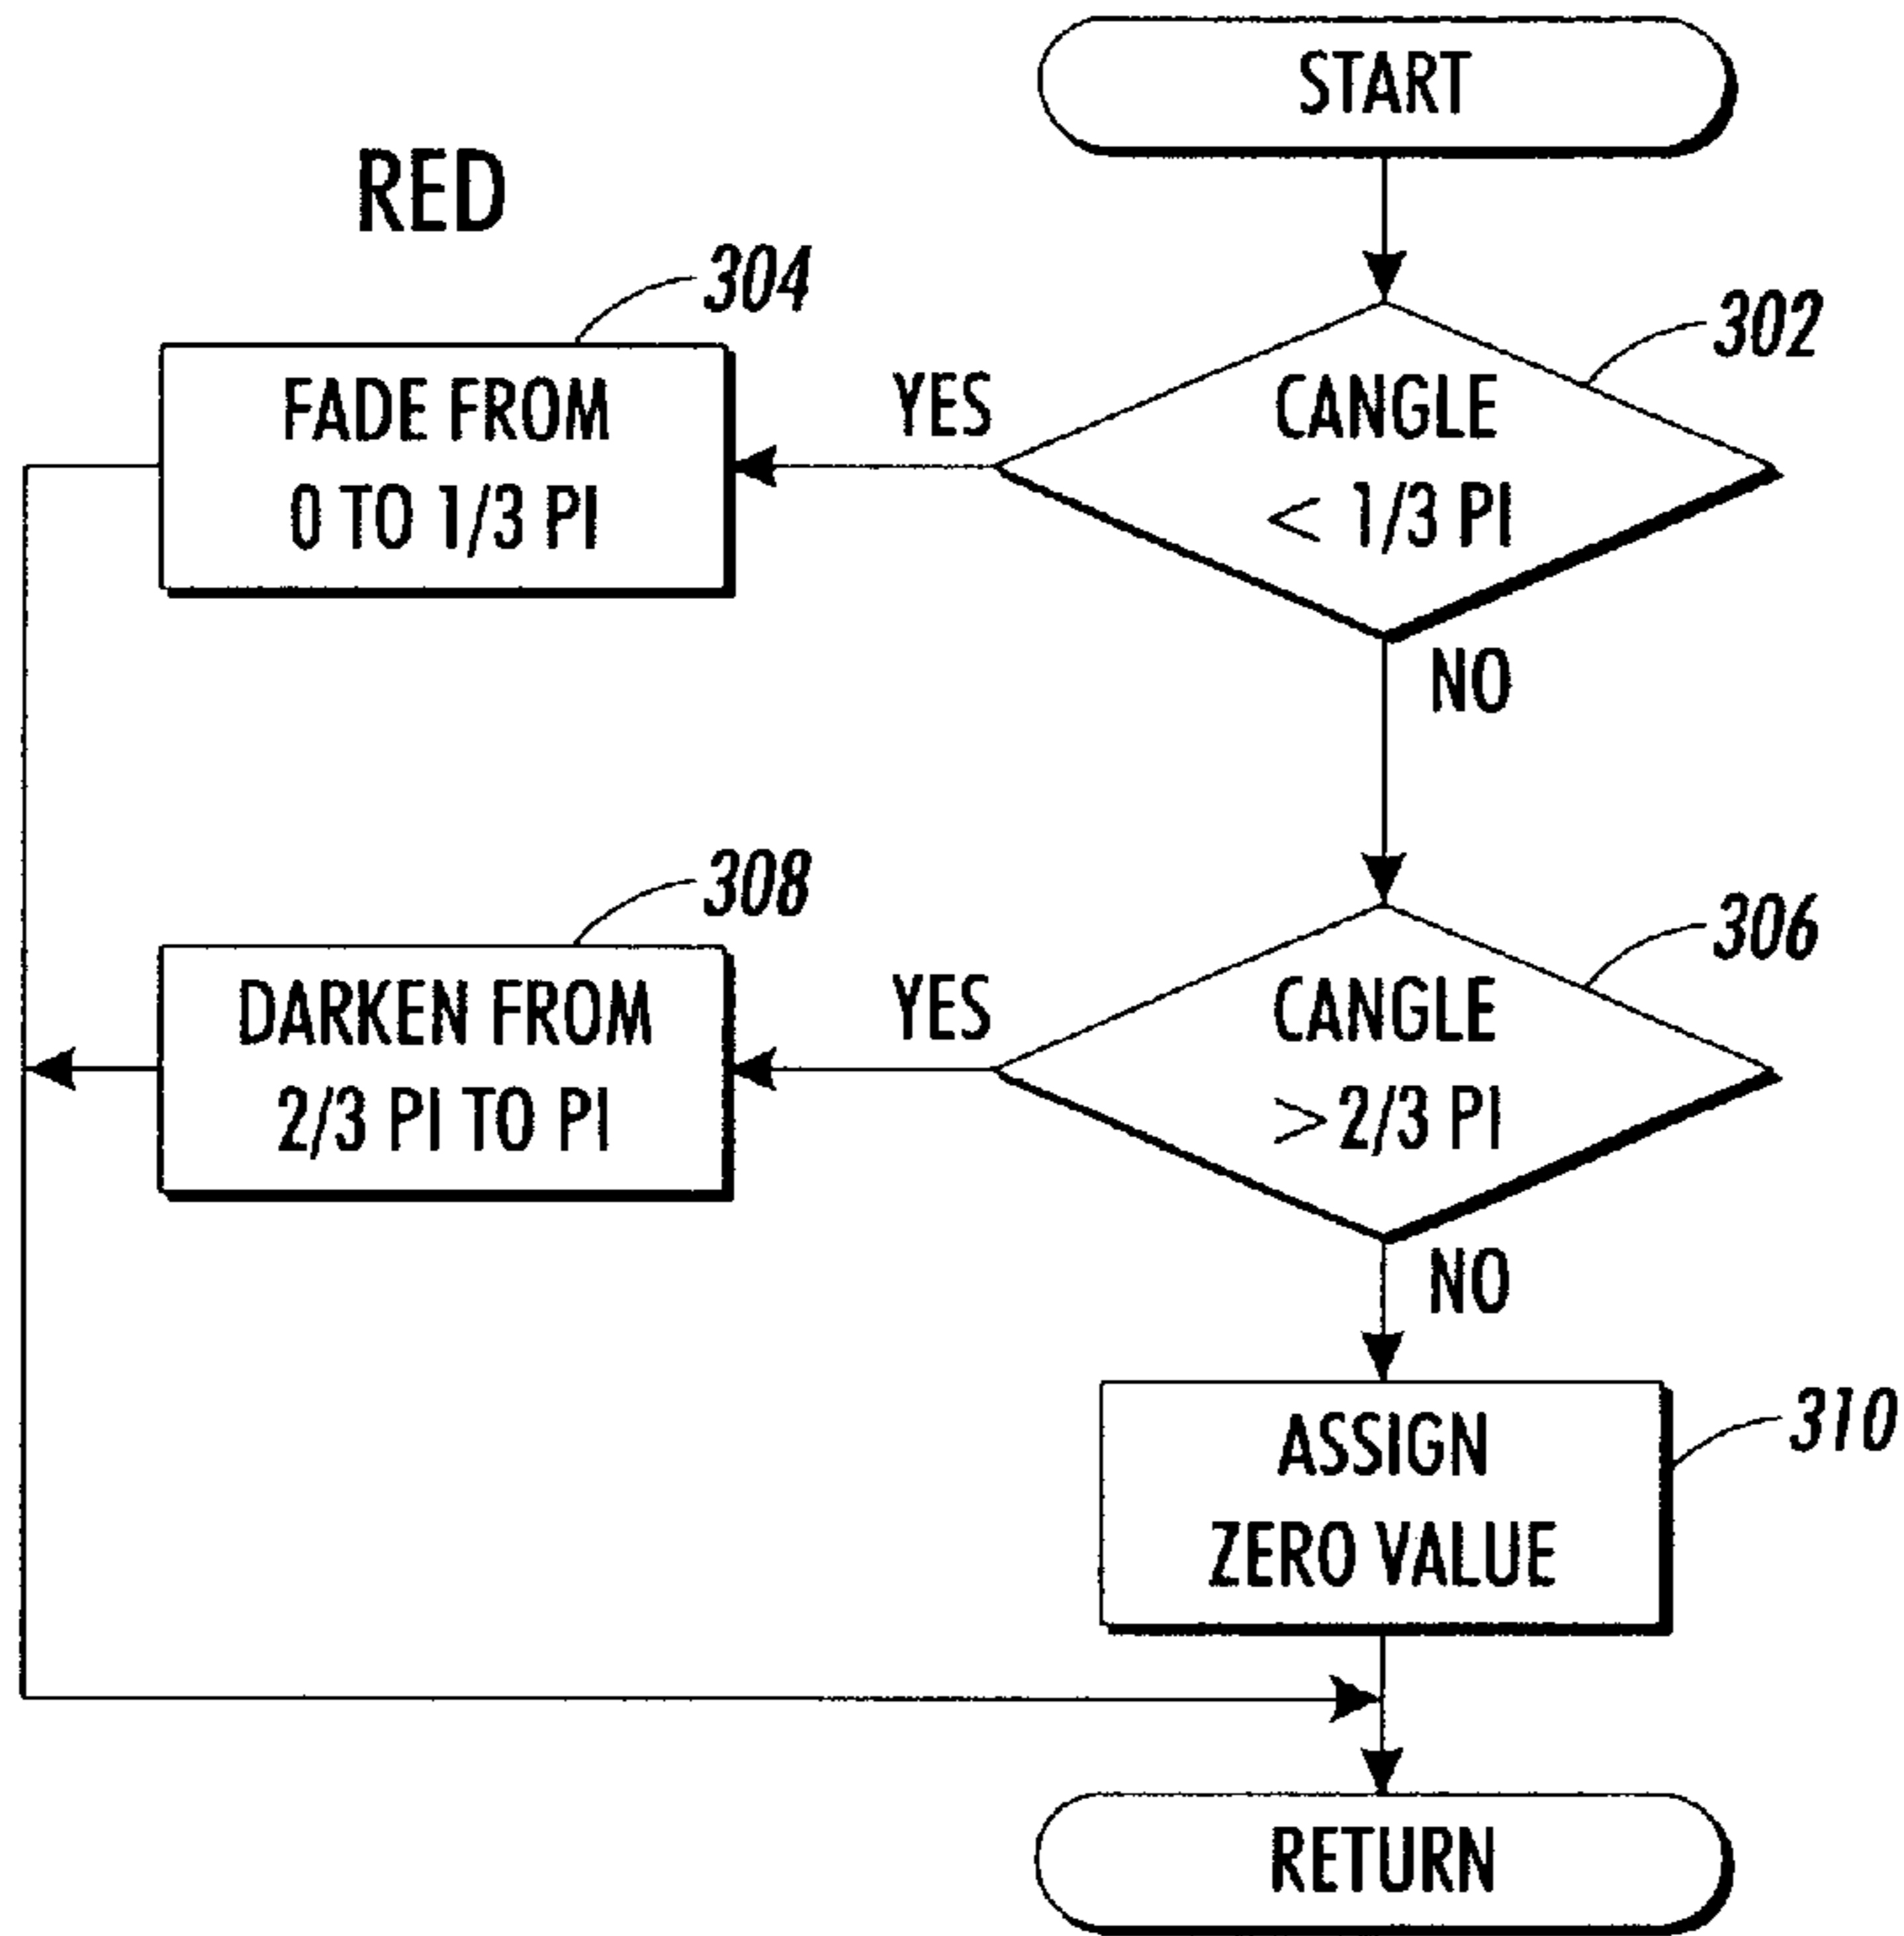 START
RED
304
302
FADE FROM
0 TO 1/3 PI
YES
CANGLE
< 1/3 PI
NO
308
306
DARKEN FROM
2/3 PI TO PI
YES
CANGLE
> 2/3 PI
NO
310
ASSIGN
ZERO VALUE
RETURN